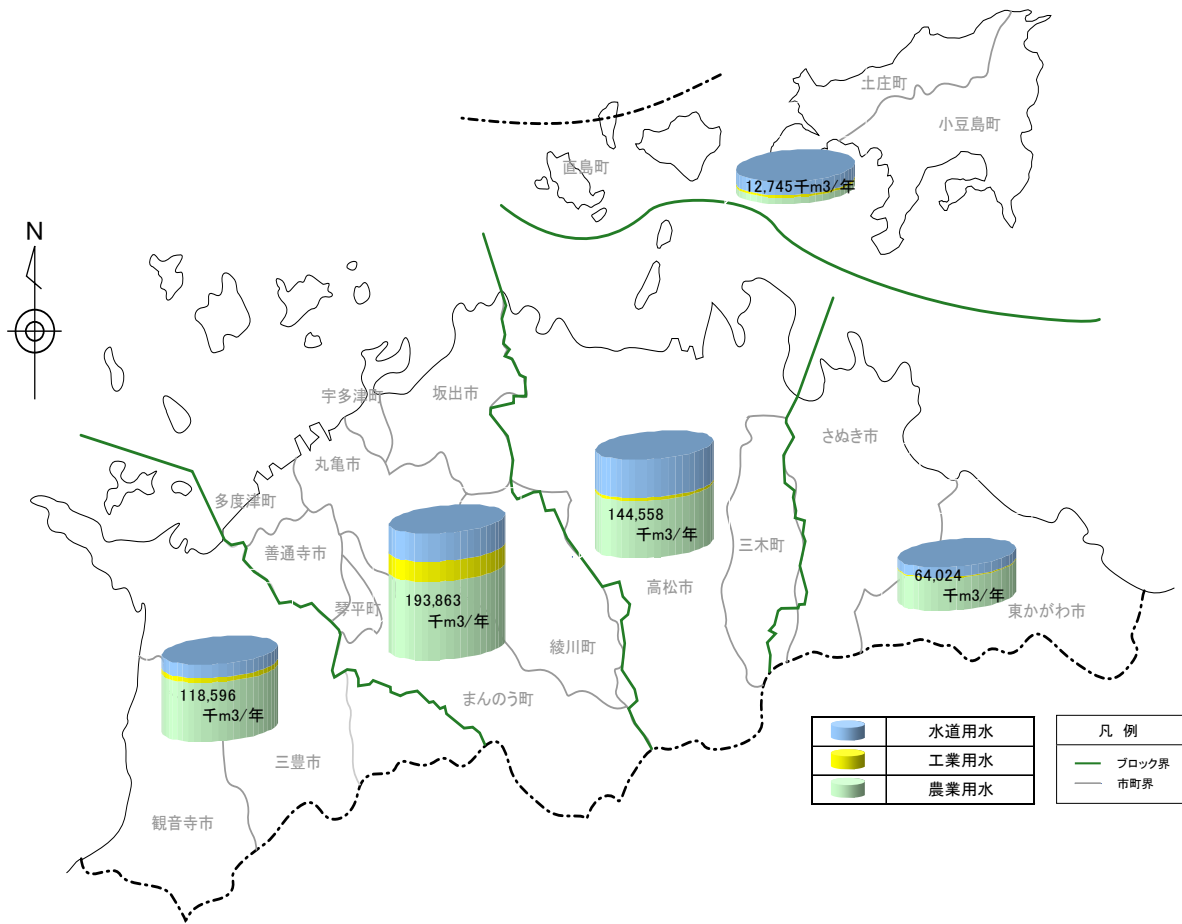 土庄町
小豆島町
直島町
12,745千m3/年
N
宇多津町
坂出市
さぬき市
丸亀市
多度津町
善通寺市
144,558
千m3/年
三木町
高松市
64,024
千m3/年
東かがわ市
琴平町
193,863
千m3/年
綾川町
まんのう町
118,596
千m3/年
三豊市
観音寺市
水道用水
工業用水
農業用水
凡 例
ブロック界
市町界